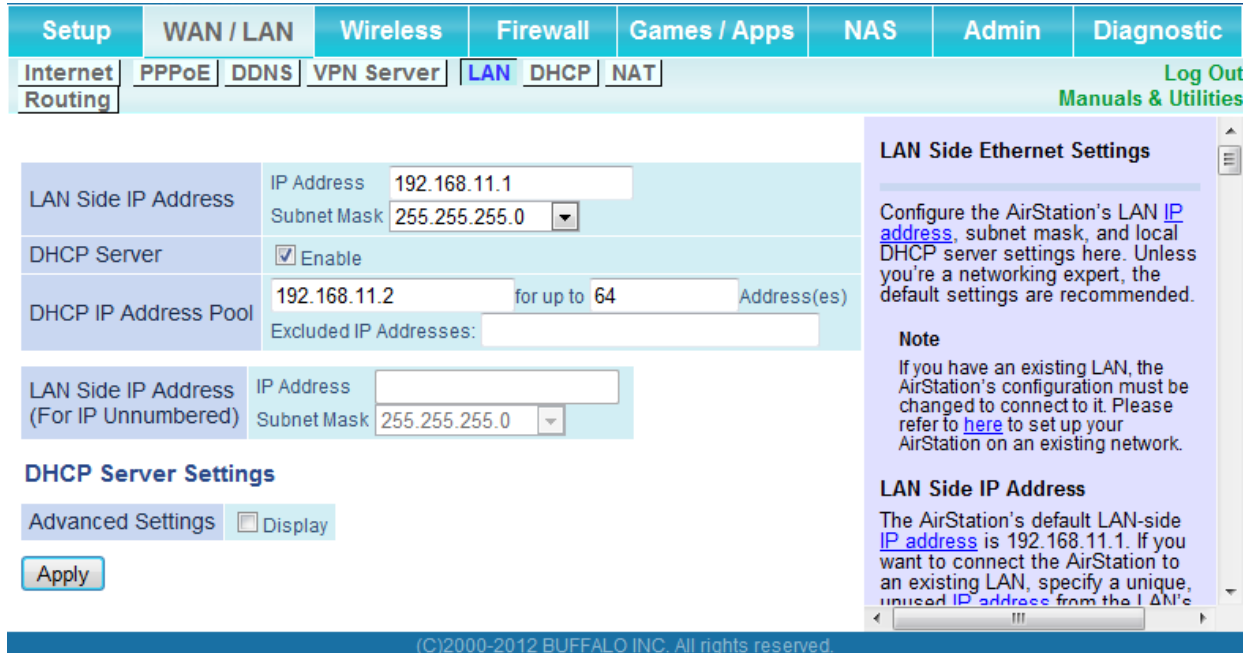 Setup WAN / LAN Wireless Firewall Games / Apps NAS Admin Diagnostic
Internet PPPoE DDNS VPN Server LAN DHCP NAT
Routing
Log Out
Manuals & Utilities
LAN Side IP Address
IP Address 192.168.11.1
Subnet Mask 255.255.255.0
DHCP Server Enable
DHCP IP Address Pool
192.168.11.2 for up to 64 Address(es)
Excluded IP Addresses:
LAN Side IP Address
(For IP Unnumbered)
IP Address
Subnet Mask 255.255.255.0
DHCP Server Settings
Advanced Settings Display
Apply
LAN Side Ethernet Settings
Configure the AirStation's LAN IP
address, subnet mask, and local
DHCP server settings here. Unless
you're a networking expert, the
default settings are recommended.
Note
If you have an existing LAN, the
AirStation's configuration must be
changed to connect to it. Please
refer to here to set up your
AirStation on an existing network.
LAN Side IP Address
The AirStation's default LAN-side
IP address is 192.168.11.1. If you
want to connect the AirStation to
an existing LAN, specify a unique,
unused IP address from the LAN's
(C)2000-2012 BUFFALO INC. All rights reserved.